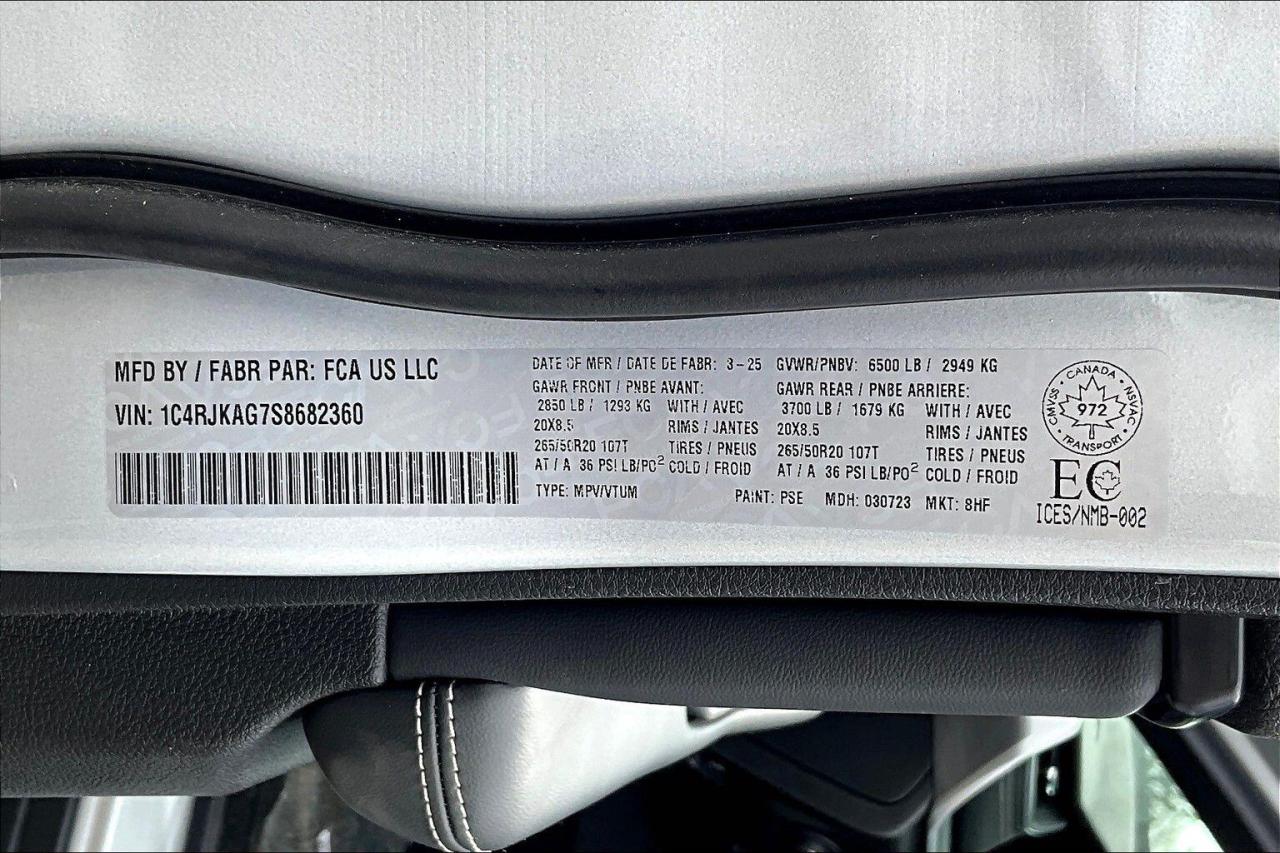 MFD BY / FABR PAR: FCA US LLC
VIN: 1C4RJKAG7S8682360
DATE OF MFR / DATE DE FABR: 3-25 GVWR/PNBV: 6500 LB / 2949 KG
GAWR FRONT / PNBE AVANT: GAWR REAR / PNBE ARRIERE:
2850 LB / 1293 KG WITH / AVEC 3700 LB / 1679 KG WITH / AVEC
20X8.5 RIMS / JANTES 20X8.5 RIMS / JANTES
265/50R20 107T TIRES / PNEUS 265/50R20 107T TIRES / PNEUS
AT / A 36 PSI LB/PO² COLD / FROID AT / A 36 PSI LB/PO² COLD / FROID
TYPE: MPV/VTUM PAINT: PSE MDH: 030723 MKT: 8HF
CANADA
CMVSS 972 NSVAC
TRANSPORT
EC
ICES/NMB-002